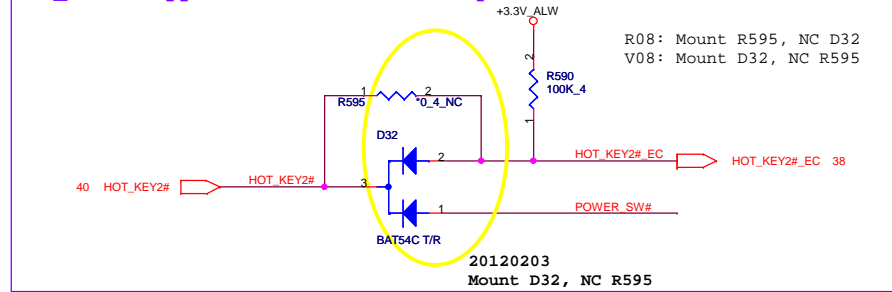 +3.3V_ALW
R08: Mount R595, NC D32
V08: Mount D32, NC R595
2
R590
100K_4
1
1
2
R595
*0_4_NC
D32
2
HOT_KEY2#_EC
HOT_KEY2#_EC 38
40 HOT_KEY2#
HOT_KEY2#
3
1
POWER_SW#
BAT54C T/R
20120203
Mount D32, NC R595